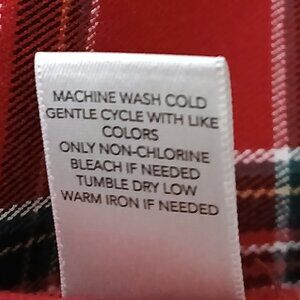 MACHINE WASH COLD
GENTLE CYCLE WITH LIKE
COLORS
ONLY NON-CHLORINE
BLEACH IF NEEDED
TUMBLE DRY LOW
WARM IRON IF NEEDED